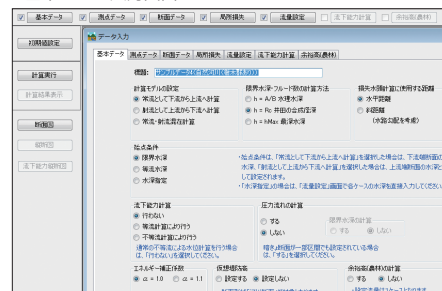 基本データ 測点データ 断面データ 局所損失 流量設定 流下能力計算 余裕高(農林)
初期値設定
データ入力
基本データ 測点データ 断面データ 局所損失 流量設定 流下能力計算 余裕高(農林)
標題:
計算実行
計算モデルの設定 限界水深・フルード数の計算方法 損失水頭計算に使用する距離
計算結果表示
常流として下流から上流へ計算 h = A/B 水理水深 水平距離
射流として上流から下流へ計算 h = Rc 井田の合成径深 斜距離
断面図
常流・射流混在計算 h = hMax 最深水深 (水路勾配を考慮)
縦断図
始点条件
流下能力縦断図
限界水深 ・始点条件は、「常流として下流から上流へ計算」を選択した場合は、下流端断面の
等流水深 水深、「射流として上流から下流へ計算」を選択した場合は、上流端断面の水深と
して設定されます。
水深指定 ・「水深指定」の場合は、「流量設定」画面で各ケースの水深を直接入力してください
流下能力計算 圧力流れの計算
行わない する 限界水深の計算
等流計算により行う しない する しない
不等流計算により行う
通常の不等流による水位計算を行う場合 暗きょ断面が一部区間でも設定されている場合
は、「行わない」を選択してください。 は、「する」を選択してください。
エネルギー補正係数 仮想堤防高 余裕高(農林)の計算
α = 1.0 α = 1.1 設定する 設定しない する しない